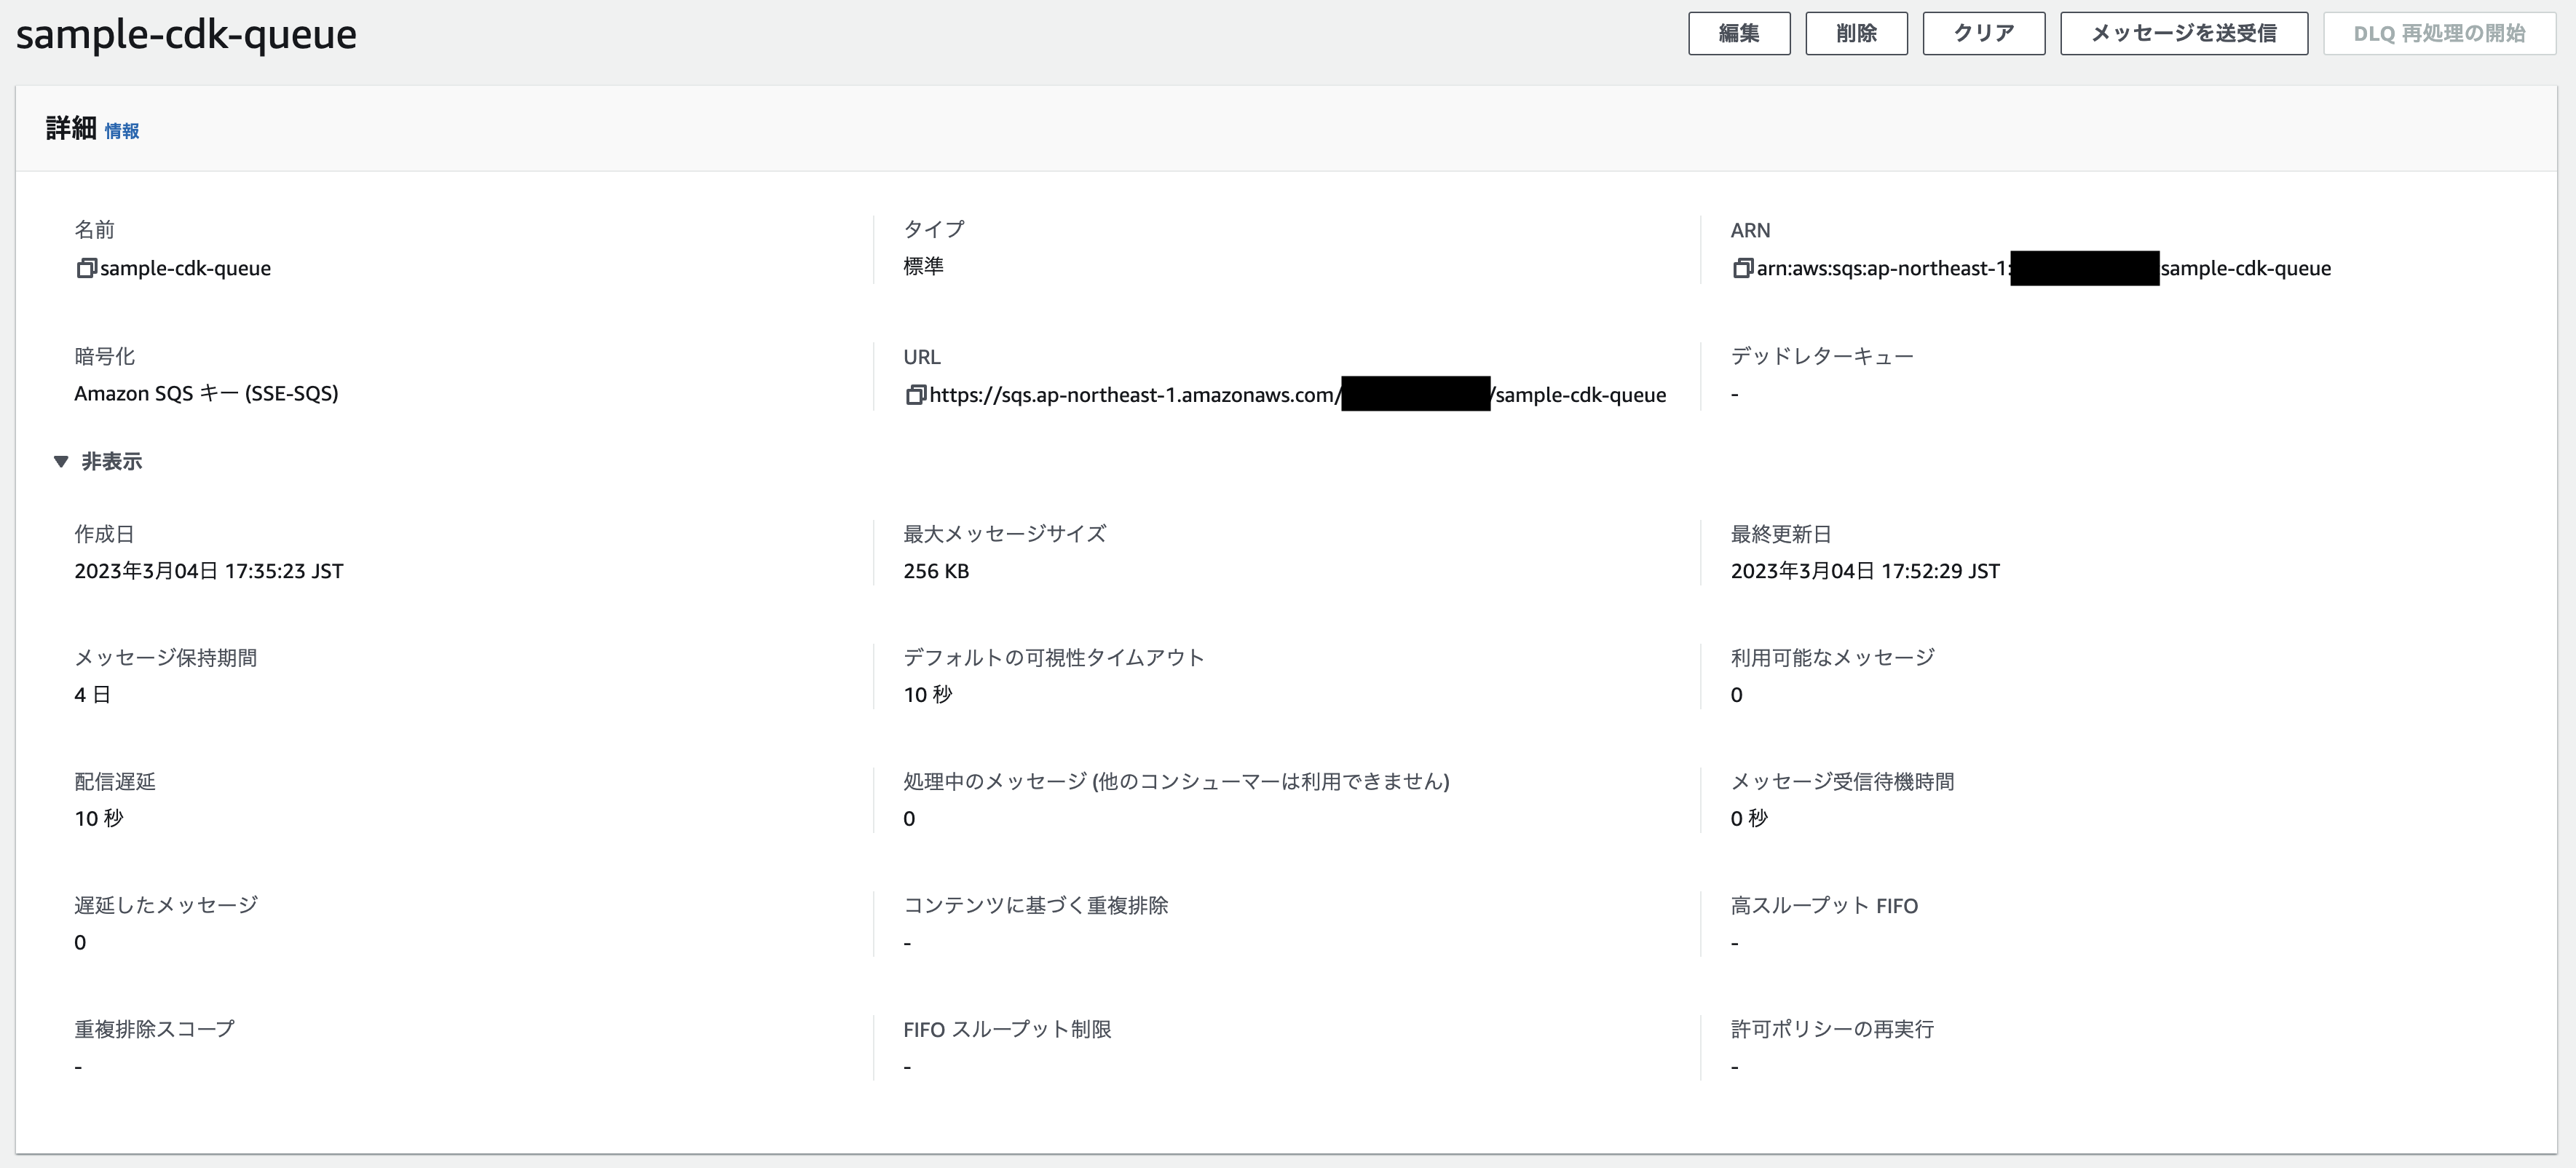 sample-cdk-queue
編集 削除 クリア メッセージを送受信 DLQ 再処理の開始
詳細 情報
名前
sample-cdk-queue
タイプ
標準
ARN
arn:aws:sqs:ap-northeast-1: sample-cdk-queue
暗号化
Amazon SQS キー (SSE-SQS)
URL
https://sqs.ap-northeast-1.amazonaws.com/ /sample-cdk-queue
デッドレターキュー
-
▼ 非表示
作成日
2023年3月04日 17:35:23 JST
最大メッセージサイズ
256 KB
最終更新日
2023年3月04日 17:52:29 JST
メッセージ保持期間
4 日
デフォルトの可視性タイムアウト
10 秒
利用可能なメッセージ
0
配信遅延
10 秒
処理中のメッセージ (他のコンシューマーは利用できません)
0
メッセージ受信待機時間
0 秒
遅延したメッセージ
0
コンテンツに基づく重複排除
-
高スループット FIFO
-
重複排除スコープ
-
FIFO スループット制限
-
許可ポリシーの再実行
-